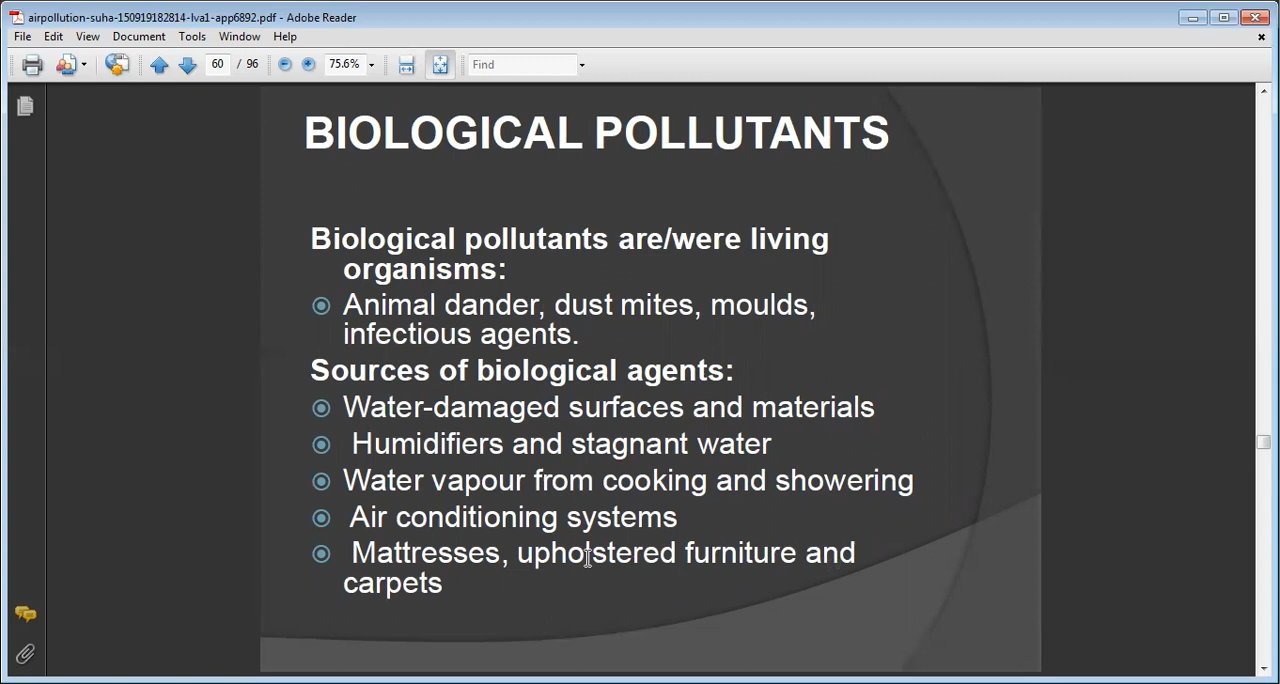 airpollution-suha-150919182814-lva1-app6892.pdf - Adobe Reader
File Edit View Document Tools Window Help
60 / 96 75.6% Find
BIOLOGICAL POLLUTANTS
Biological pollutants are/were living
organisms:
Animal dander, dust mites, moulds,
infectious agents.
Sources of biological agents:
Water-damaged surfaces and materials
Humidifiers and stagnant water
Water vapour from cooking and showering
Air conditioning systems
Mattresses, upholstered furniture and
carpets